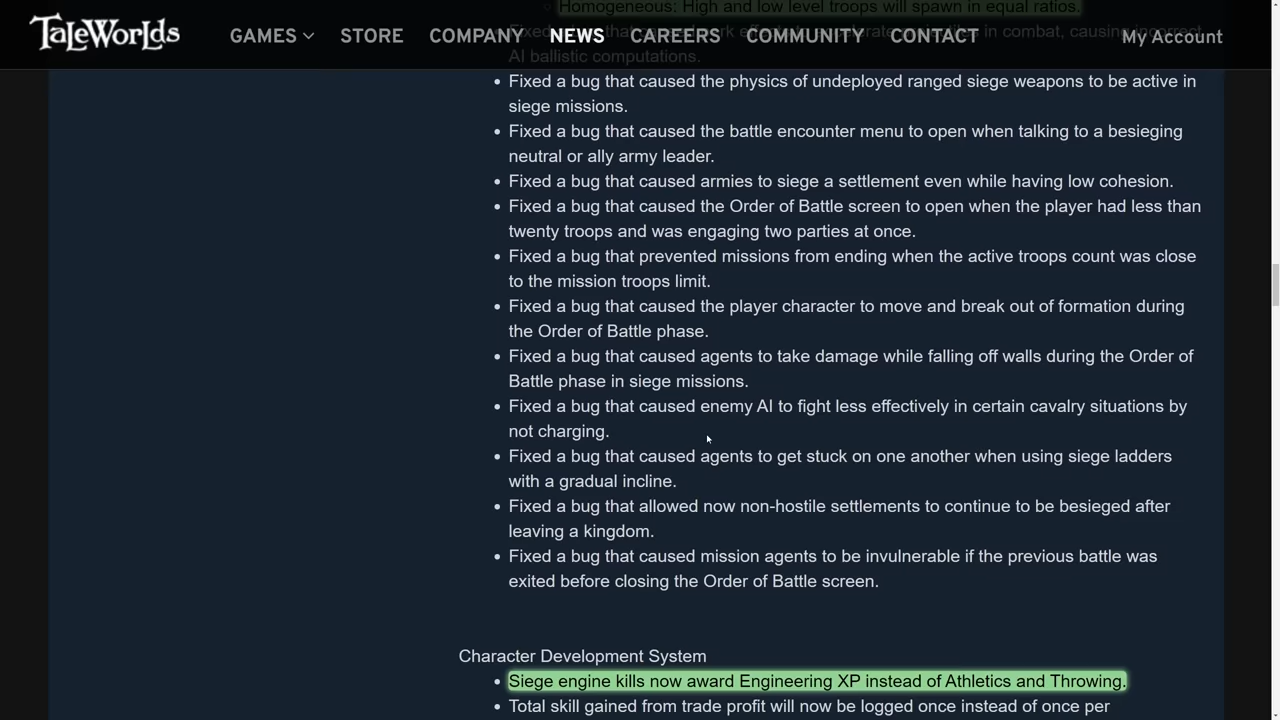 Homogeneous: High and low level troops will spawn in equal ratios.
TALEWORLDS
GAMES
STORE
COMPANY
NEWS
CAREERS
COMMUNITY
CONTACT
My Account
AI ballistic computations.
Fixed a bug that caused the physics of undeployed ranged siege weapons to be active in
siege missions.
Fixed a bug that caused the battle encounter menu to open when talking to a besieging
neutral or ally army leader.
Fixed a bug that caused armies to siege a settlement even while having low cohesion.
Fixed a bug that caused the Order of Battle screen to open when the player had less than
twenty troops and was engaging two parties at once.
Fixed a bug that prevented missions from ending when the active troops count was close
to the mission troops limit.
Fixed a bug that caused the player character to move and break out of formation during
the Order of Battle phase.
Fixed a bug that caused agents to take damage while falling off walls during the Order of
Battle phase in siege missions.
Fixed a bug that caused enemy AI to fight less effectively in certain cavalry situations by
not charging.
Fixed a bug that caused agents to get stuck on one another when using siege ladders
with a gradual incline.
Fixed a bug that allowed now non-hostile settlements to continue to be besieged after
leaving a kingdom.
Fixed a bug that caused mission agents to be invulnerable if the previous battle was
exited before closing the Order of Battle screen.
Character Development System
Siege engine kills now award Engineering XP instead of Athletics and Throwing.
Total skill gained from trade profit will now be logged once instead of once per